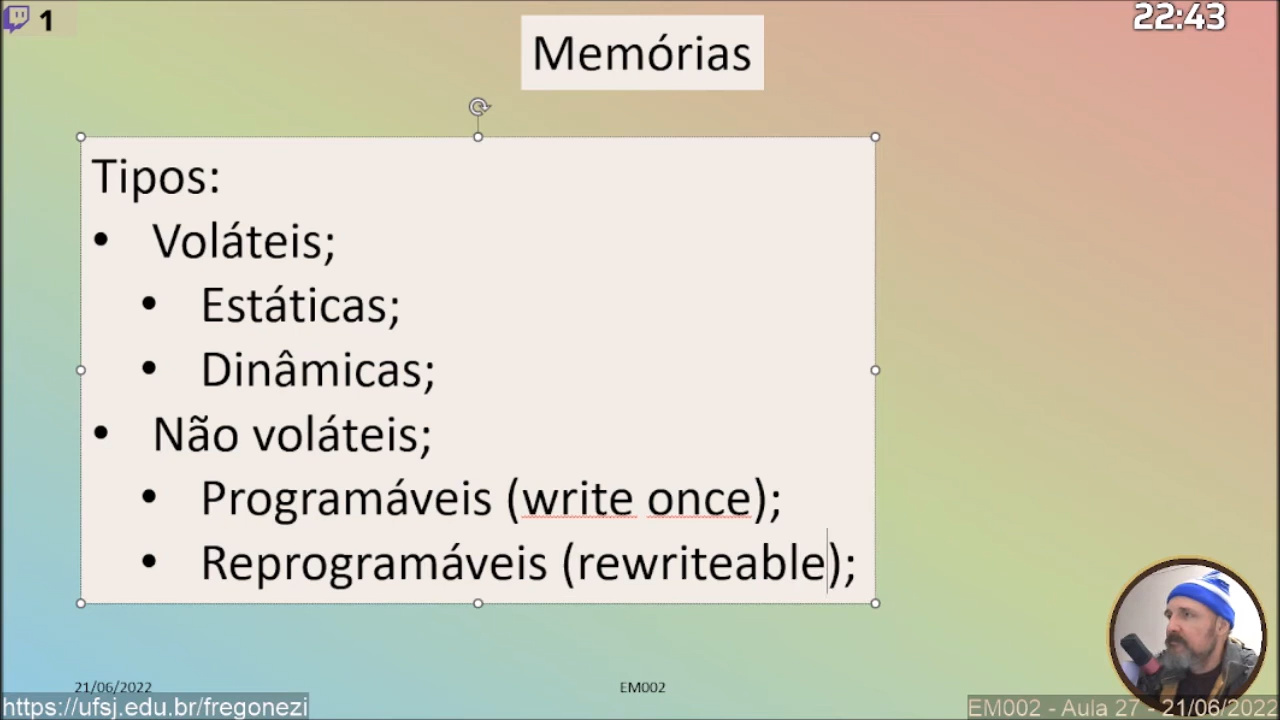 1
22:43
Memórias
Tipos:
• Voláteis;
• Estáticas;
• Dinâmicas;
• Não voláteis;
• Programáveis (write once);
• Reprogramáveis (rewriteable);
21/06/2022
EM002
https://ufsj.edu.br/fregonezi
EM002 - Aula 27 - 21/06/2022